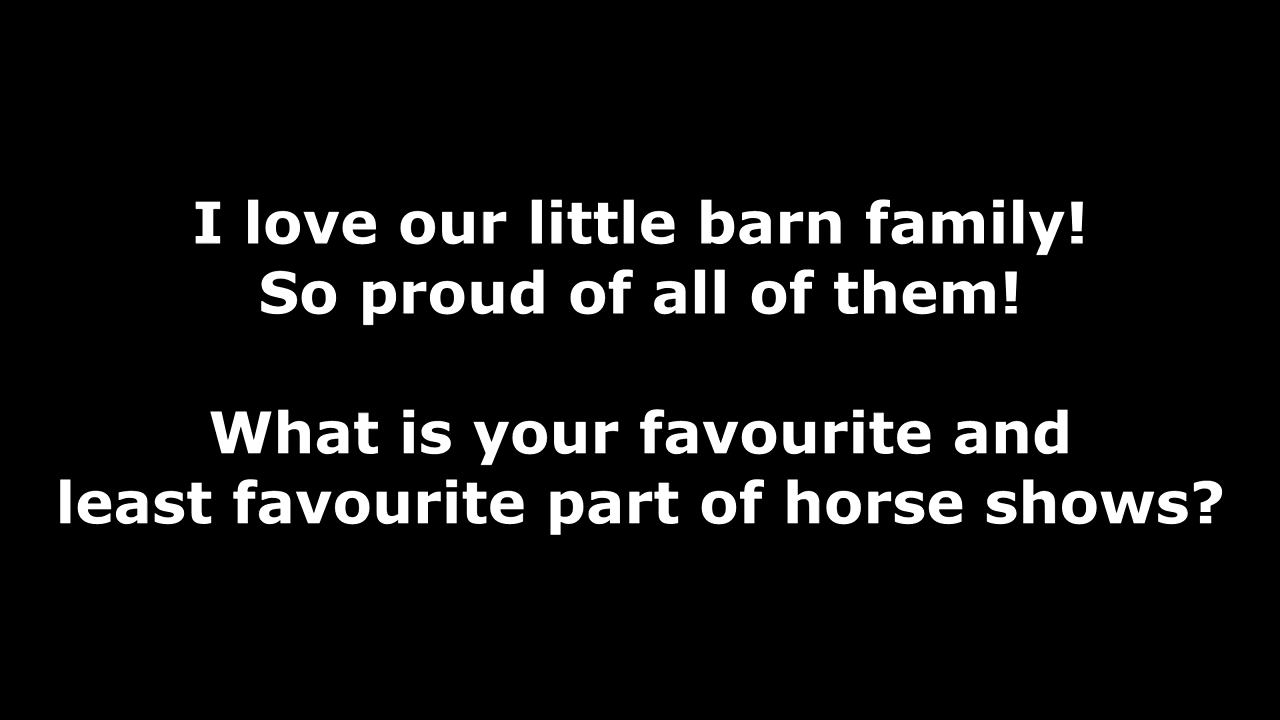 I love our little barn family!
So proud of all of them!
What is your favourite and
least favourite part of horse shows?